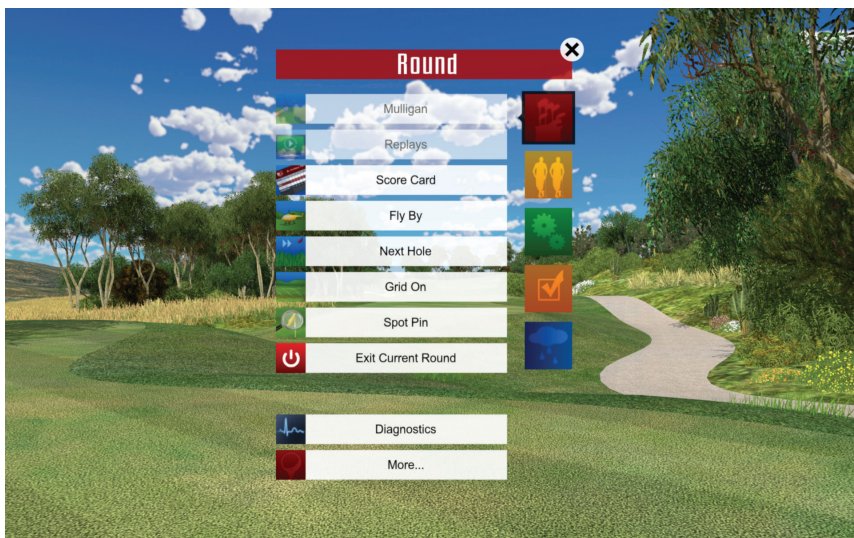 Round
Mulligan
Replays
Score Card
Fly By
Next Hole
Grid On
Spot Pin
Exit Current Round
Diagnostics
More...